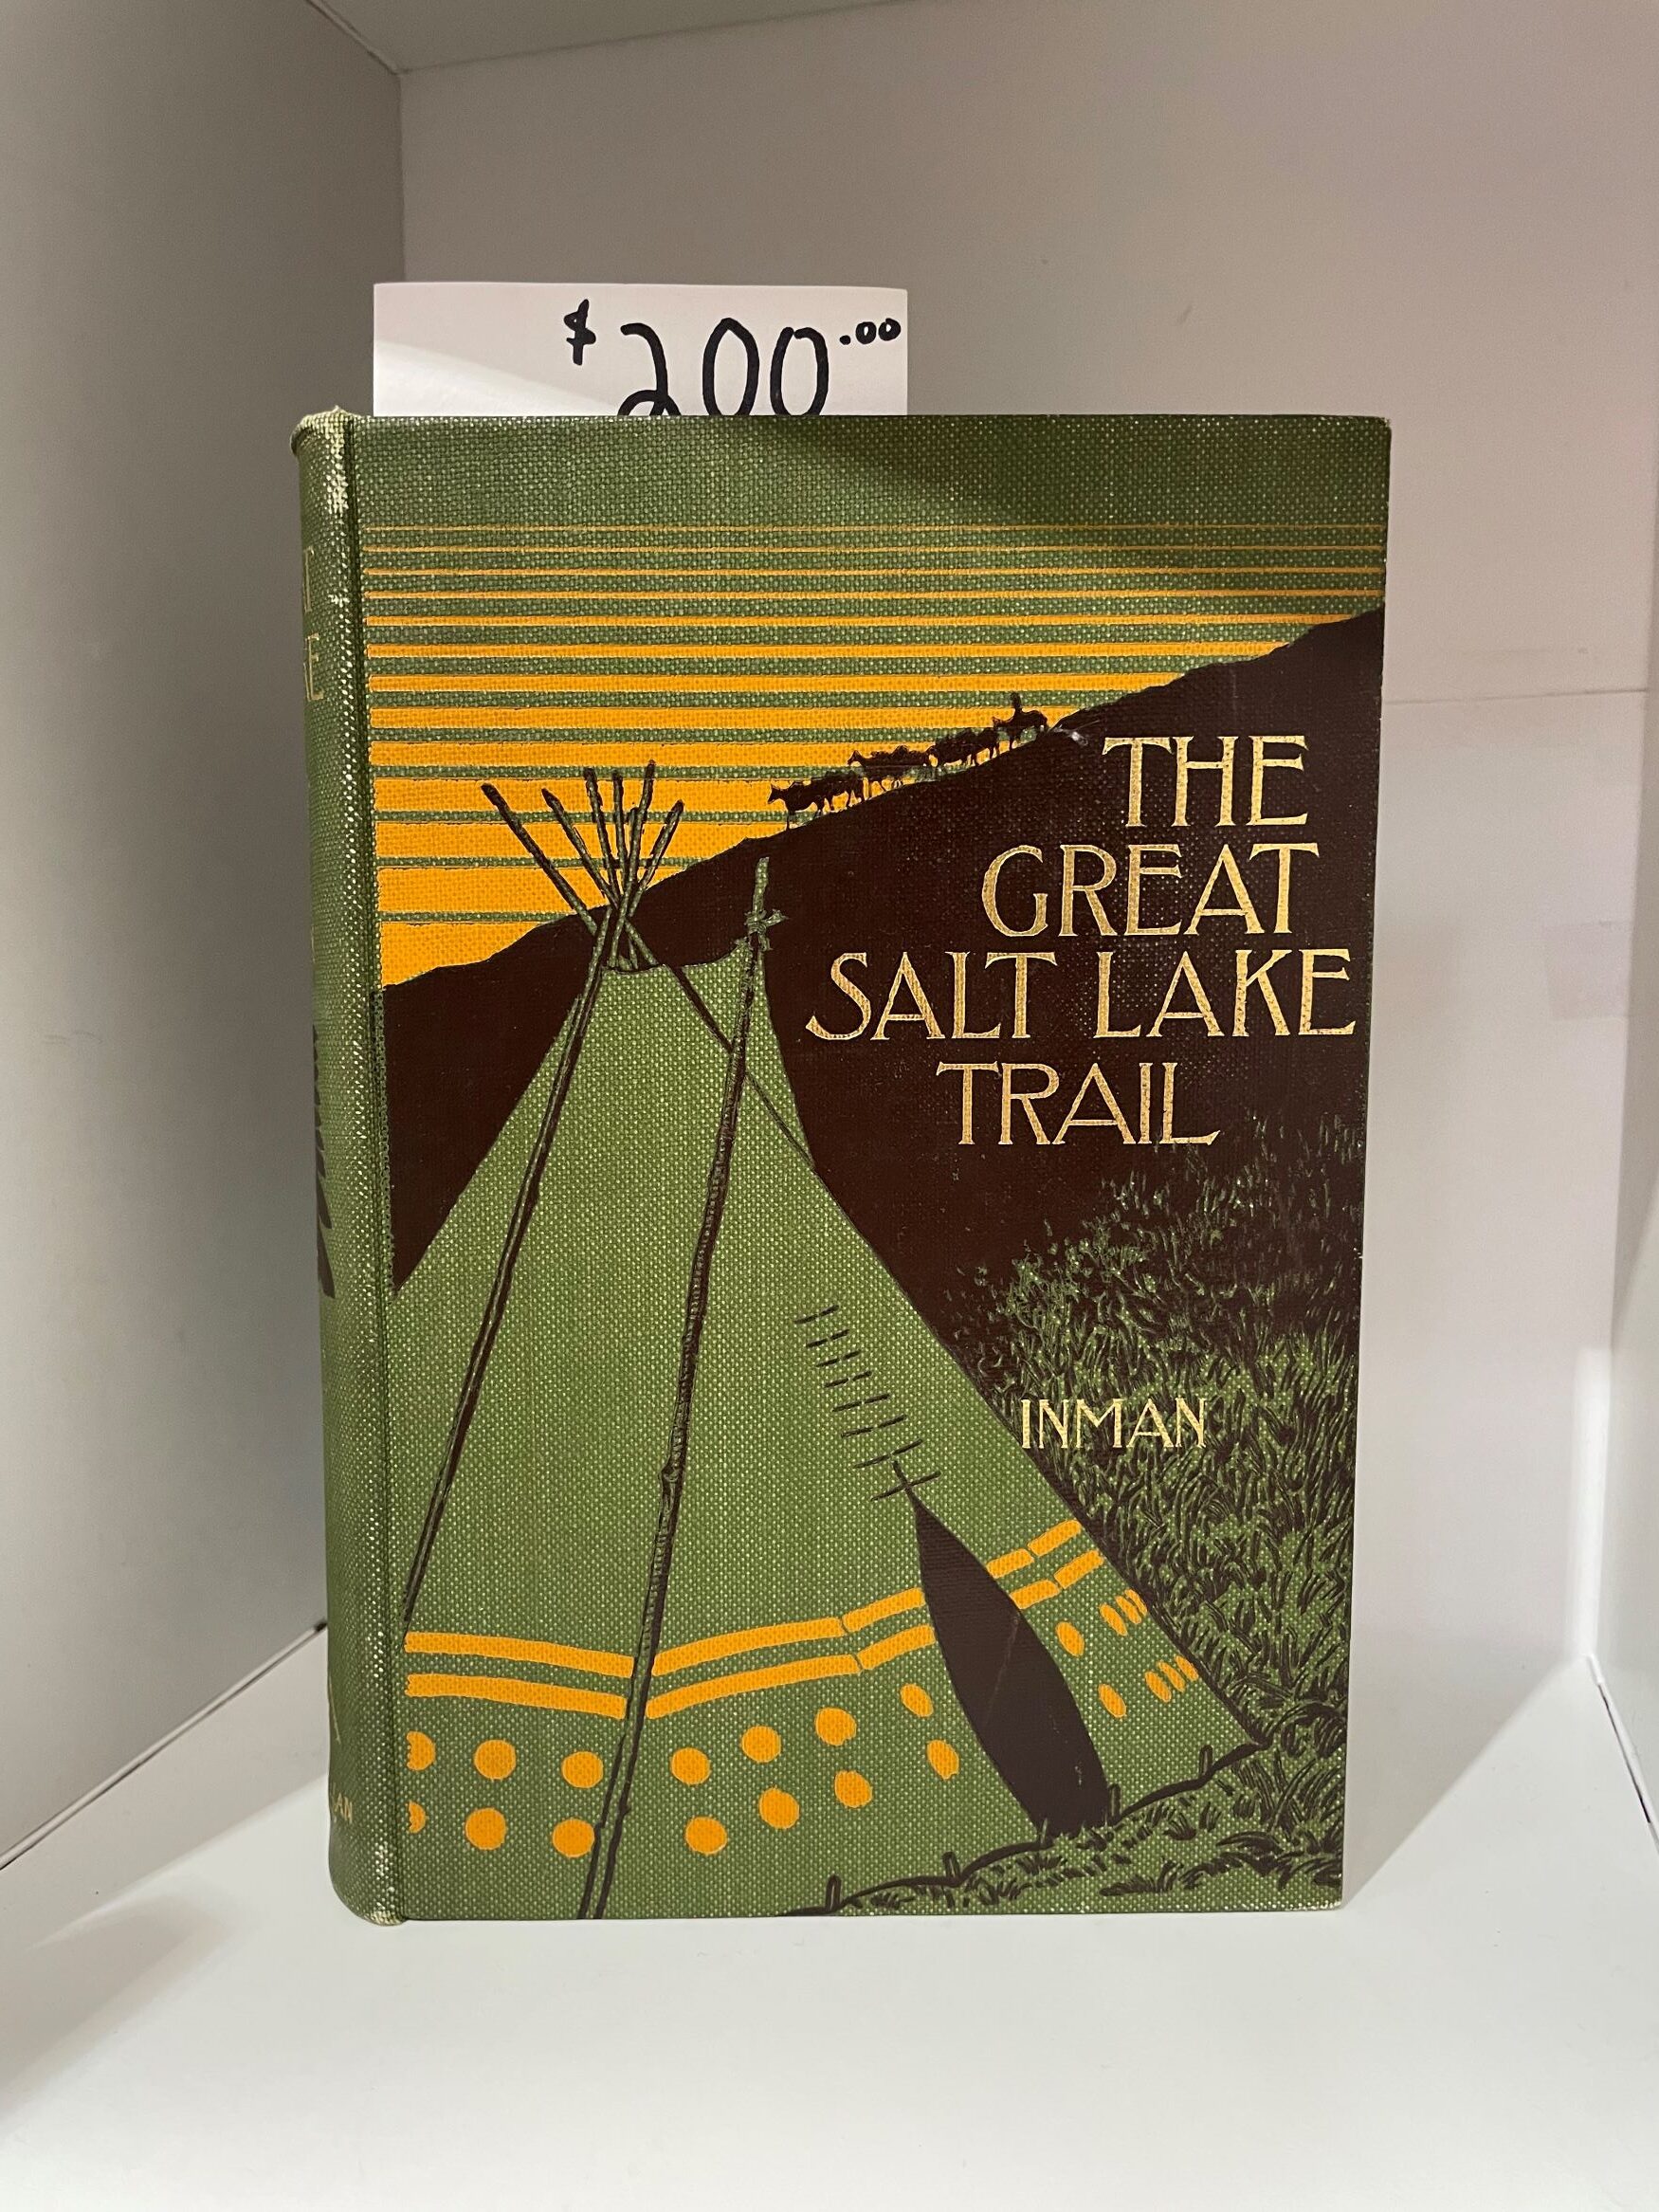 $200.00
THE
GREAT
SALT LAKE
TRAIL
INMAN